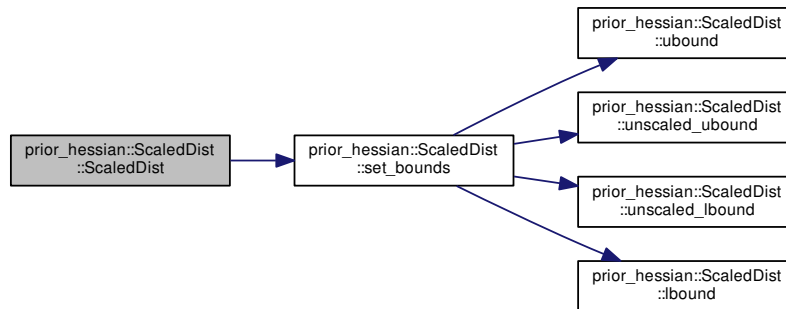 prior_hessian::ScaledDist
::ScaledDist
prior_hessian::ScaledDist
::set_bounds
prior_hessian::ScaledDist
::ubound
prior_hessian::ScaledDist
::unscaled_ubound
prior_hessian::ScaledDist
::unscaled_lbound
prior_hessian::ScaledDist
::lbound